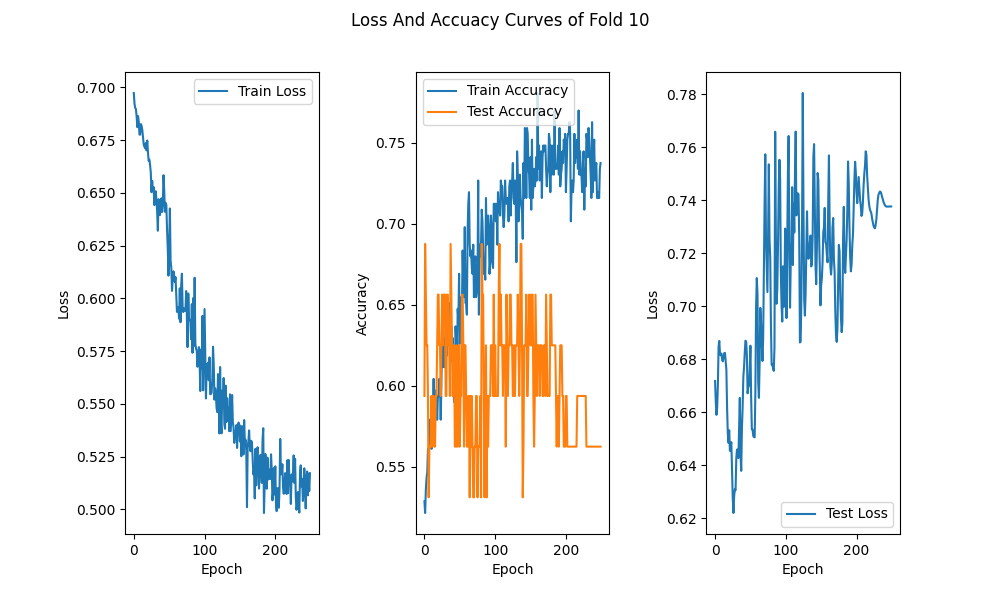 Loss And Accuacy Curves of Fold 10
Loss
0.700
0.675
0.650
0.625
0.600
0.575
0.550
0.525
0.500
Train Loss
0 100 200
Epoch
Accuracy
0.75
0.70
0.65
0.60
0.55
Train Accuracy
Test Accuracy
0 100 200
Epoch
Loss
0.78
0.76
0.74
0.72
0.70
0.68
0.66
0.64
0.62
Test Loss
0 100 200
Epoch